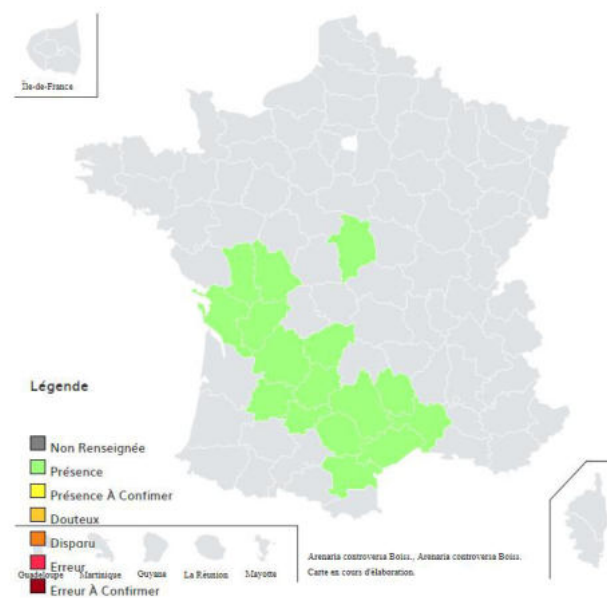 Île-de-France
Légende
Non Renseignée
Présence
Présence À Confimer
Douteux
Disparu
Erreur
Erreur À Confirmer
Guadeloupe
Martinique
Guyana
La Réunion
Mayotte
Arenaria controversa Boiss., Arenaria controversa Boiss.
Carte en cours d'élaboration.